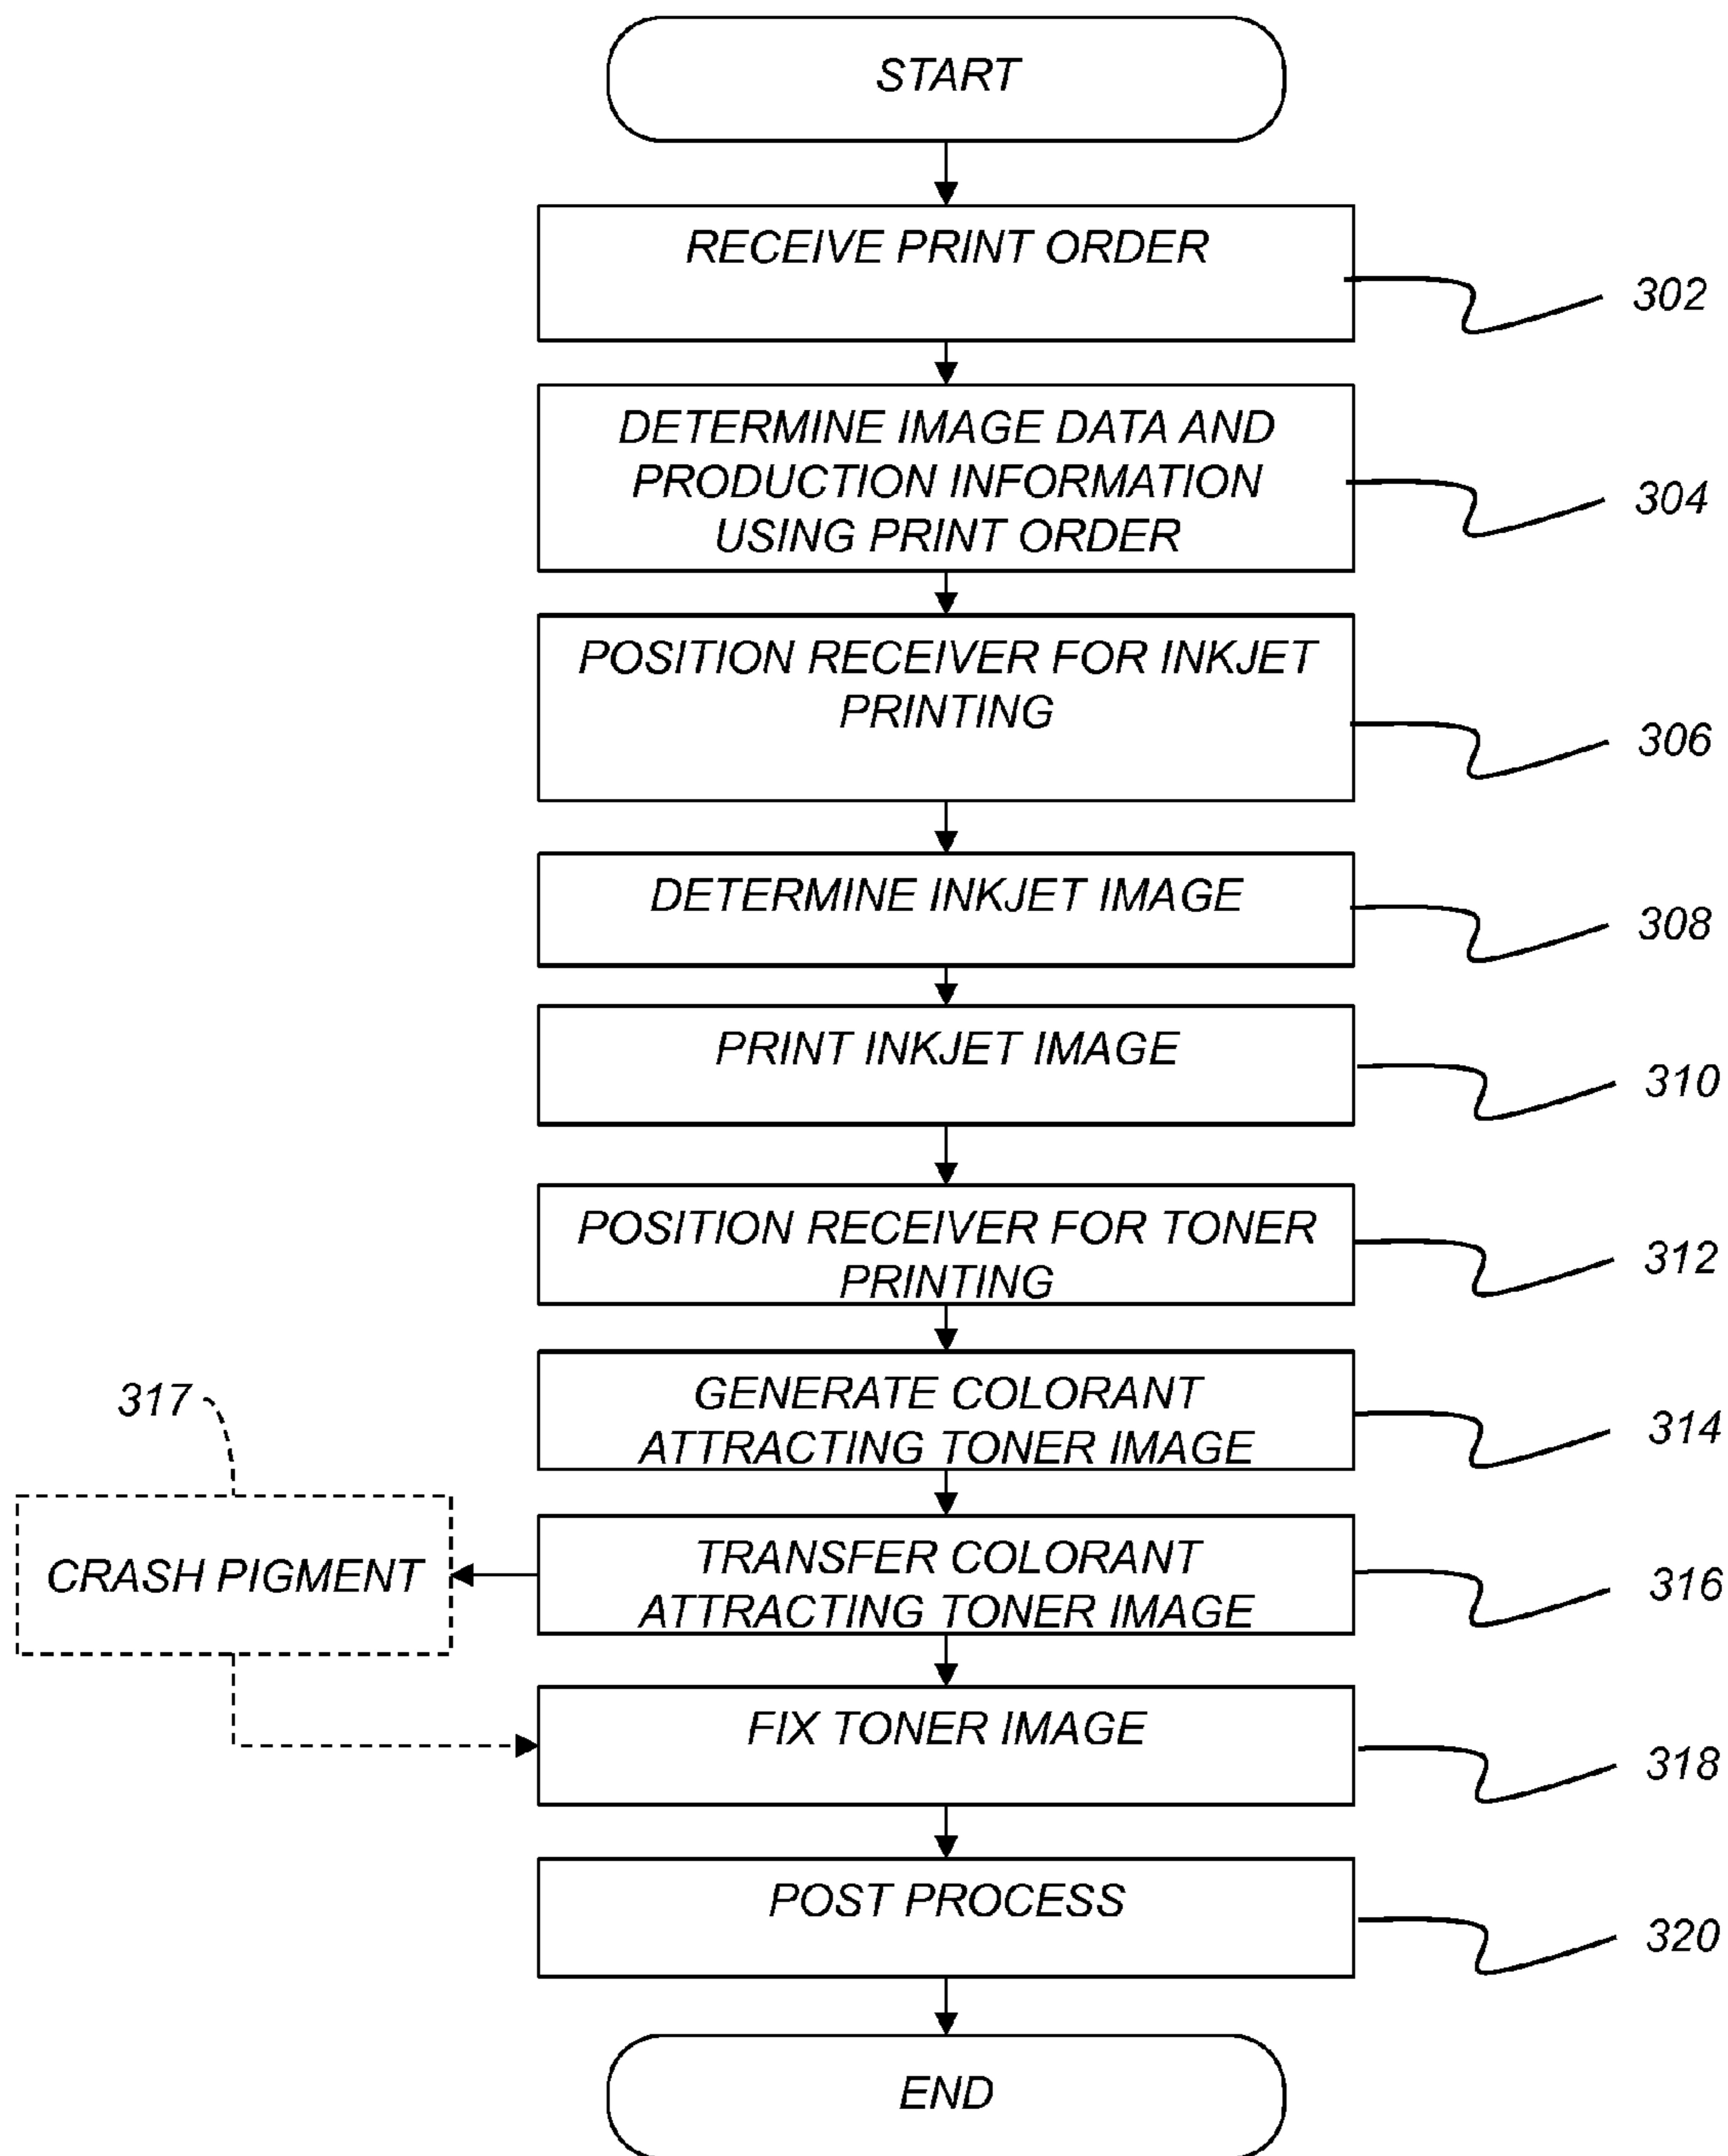 START
RECEIVE PRINT ORDER
302
DETERMINE IMAGE DATA AND
PRODUCTION INFORMATION
USING PRINT ORDER
304
POSITION RECEIVER FOR INKJET
PRINTING
306
DETERMINE INKJET IMAGE
308
PRINT INKJET IMAGE
310
POSITION RECEIVER FOR TONER
PRINTING
312
GENERATE COLORANT
ATTRACTING TONER IMAGE
314
317
CRASH PIGMENT
TRANSFER COLORANT
ATTRACTING TONER IMAGE
316
FIX TONER IMAGE
318
POST PROCESS
320
END